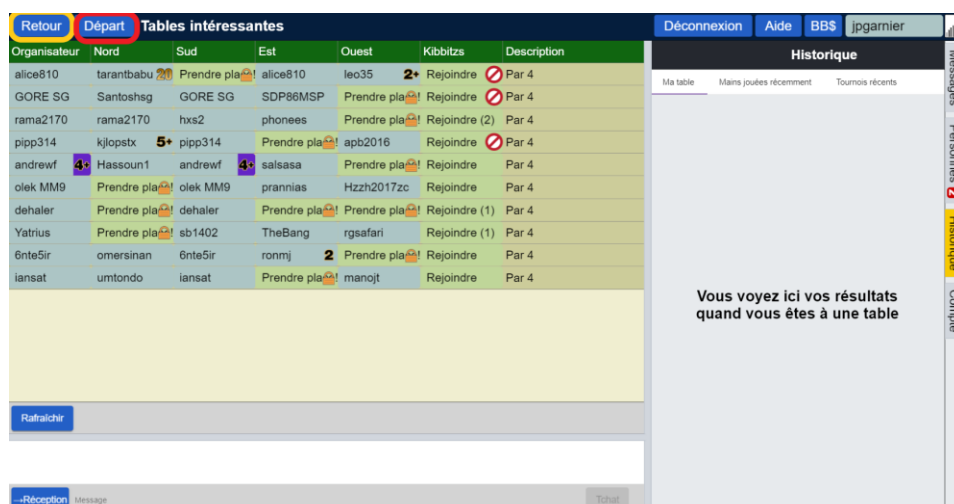 Retour Départ Tables intéressantes Déconnexion Aide BB$ jpgarnier
Organisateur Nord Sud Est Ouest Kibbitzs Description
alice810 tarantbabu 20 Prendre pla ! alice810 leo35 2+ Rejoindre Par 4
GORE SG Santoshsg GORE SG SDP86MSP Prendre pla ! Rejoindre Par 4
rama2170 rama2170 hxs2 phonees Prendre pla ! Rejoindre (2) Par 4
pipp314 kjlopstx 5+ pipp314 Prendre pla ! apb2016 Rejoindre Par 4
andrewf 4+ Hassoun1 andrewf 4+ salsasa Prendre pla ! Rejoindre Par 4
olek MM9 Prendre pla ! olek MM9 prannias Hzzh2017zc Rejoindre Par 4
dehaler Prendre pla ! dehaler Prendre pla ! Prendre pla ! Rejoindre (1) Par 4
Yatrius Prendre pla ! sb1402 TheBang rgsafari Rejoindre (1) Par 4
6nte5ir omersinan 6nte5ir ronmj 2 Prendre pla ! Rejoindre Par 4
iansat umtondo iansat Prendre pla ! manojt Rejoindre Par 4
Rafraîchir
→Réception Message Tchat
Historique
Ma table Mains jouées récemment Tournois récents
Vous voyez ici vos résultats
quand vous êtes à une table
Messages
Personnes 2
Historique
Compte